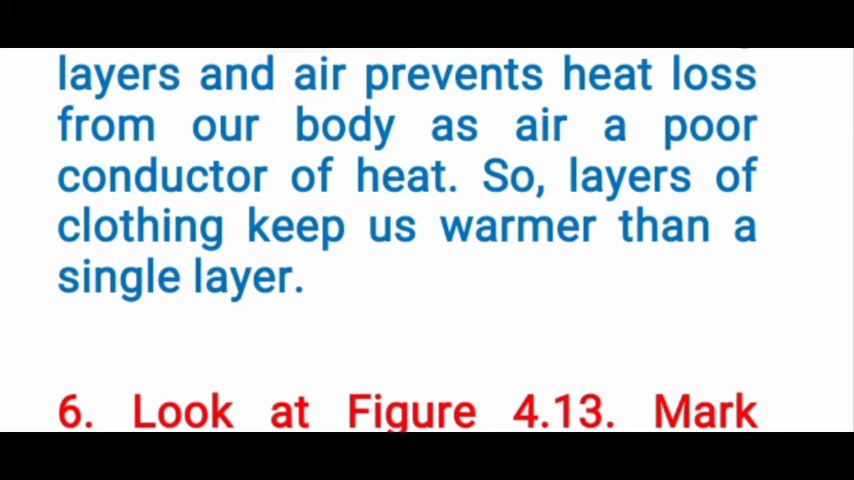 layers and air prevents heat loss
from our body as air a poor
conductor of heat. So, layers of
clothing keep us warmer than a
single layer.
6. Look at Figure 4.13. Mark